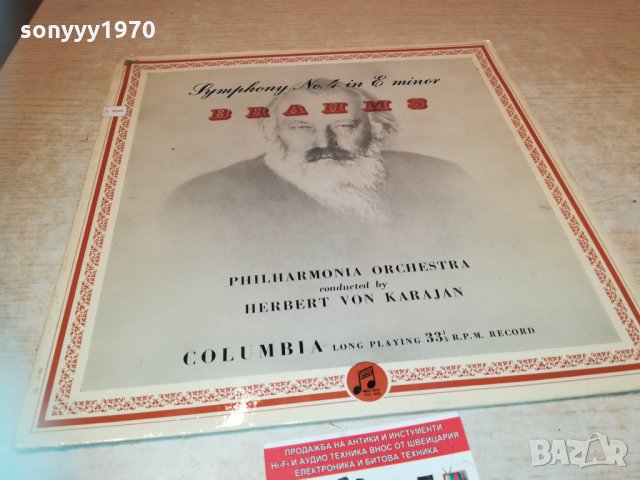 sonyyy1970
Symphony No. 4 in E minor
BRAHMS
PHILHARMONIA ORCHESTRA
conducted by
HERBERT VON KARAJAN
COLUMBIA LONG PLAYING 33⅓ R.P.M. RECORD
ПРОДАЖБА НА АНТИКИ И ИНСТУМЕНТИ
Hi-Fi И АУДИО ТЕХНИКА ВНОС ОТ ШВЕЙЦАРИЯ
ЕЛЕКТРОНИКА И БИТОВА ТЕХНИКА
BAZAR